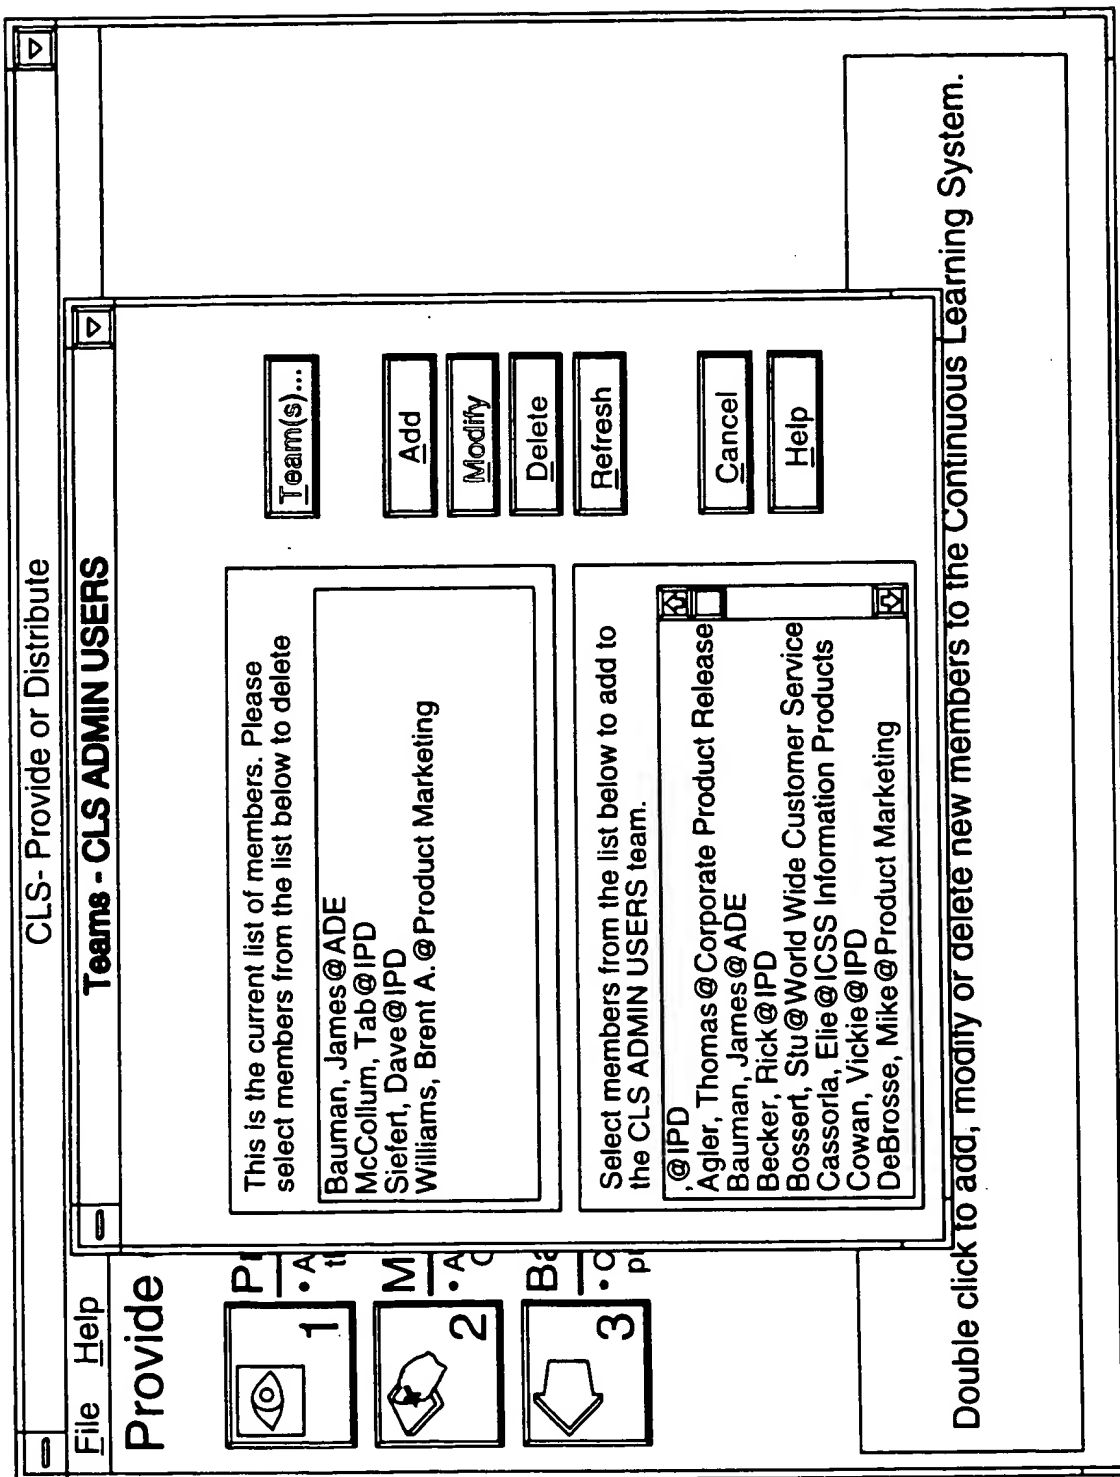 CLS- Provide or Distribute
File Help
Teams - CLS ADMIN USERS
Provide
This is the current list of members. Please
select members from the list below to delete
Bauman, James@ADE
McCollum, Tab@IPD
Siefert, Dave@IPD
Williams, Brent A.@Product Marketing
Select members from the list below to add to
the CLS ADMIN USERS team.
,@IPD
Agler, Thomas@Corporate Product Release
Bauman, James@ADE
Becker, Rick@IPD
Bossert, Stu@World Wide Customer Service
Cassorla, Elie@ICSS Information Products
Cowan, Vickie@IPD
DeBrosse, Mike@Product Marketing
Team(s)...
Add
Modify
Delete
Refresh
Cancel
Help
1
• A
2
M
• A
3
Ba
• C
Double click to add, modify or delete new members to the Continuous Learning System.